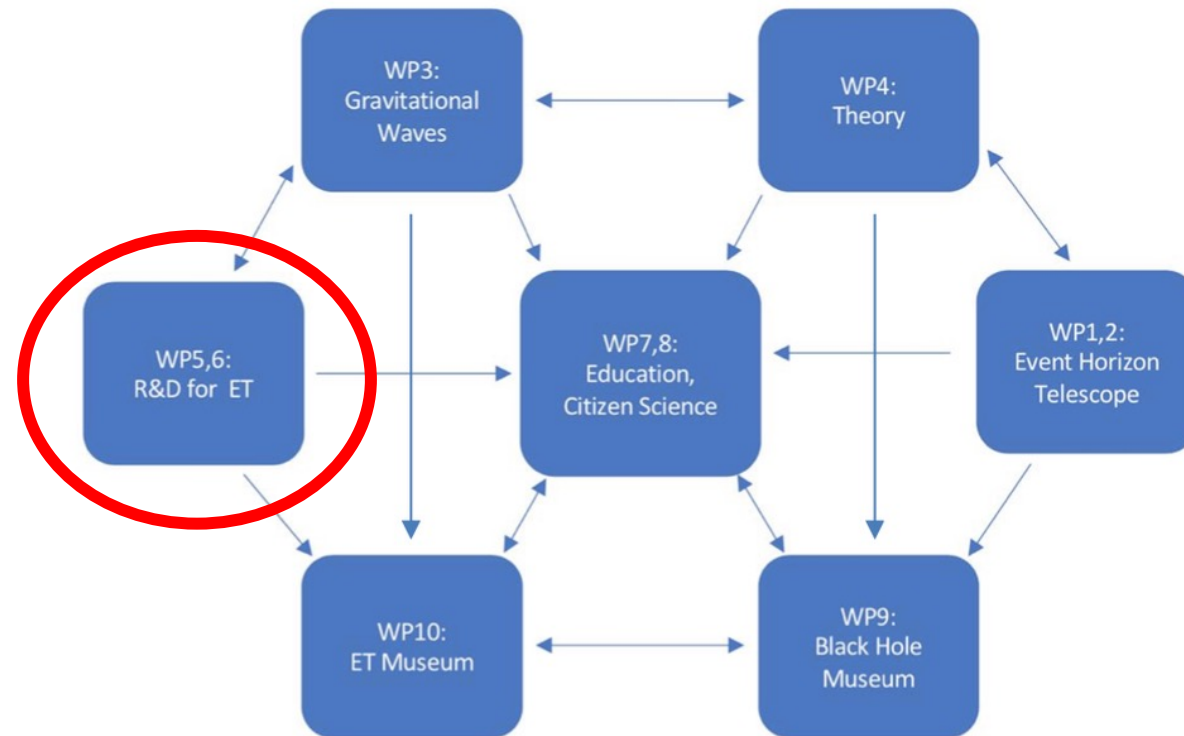 WP3:
Gravitational
Waves
WP4:
Theory
WP5,6:
R&D for ET
WP7,8:
Education,
Citizen Science
WP1,2:
Event Horizon
Telescope
WP10:
ET Museum
WP9:
Black Hole
Museum